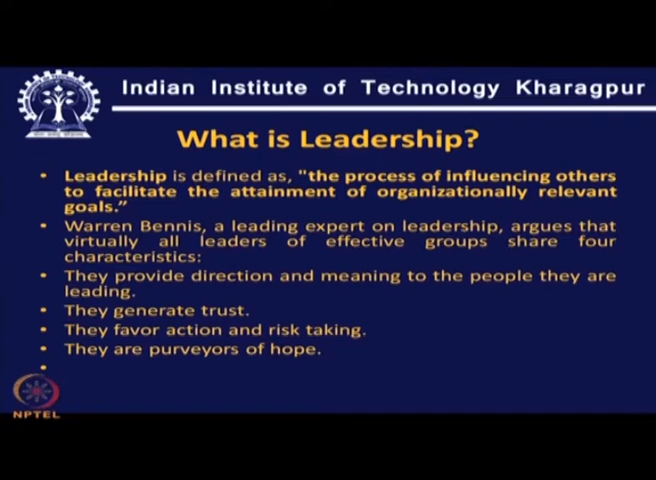 Indian Institute of Technology Kharagpur
What is Leadership?
• Leadership is defined as, "the process of influencing others
to facilitate the attainment of organizationally relevant
goals.”
• Warren Bennis, a leading expert on leadership, argues that
virtually all leaders of effective groups share four
characteristics:
• They provide direction and meaning to the people they are
leading.
• They generate trust.
• They favor action and risk taking.
• They are purveyors of hope.
•
NPTEL